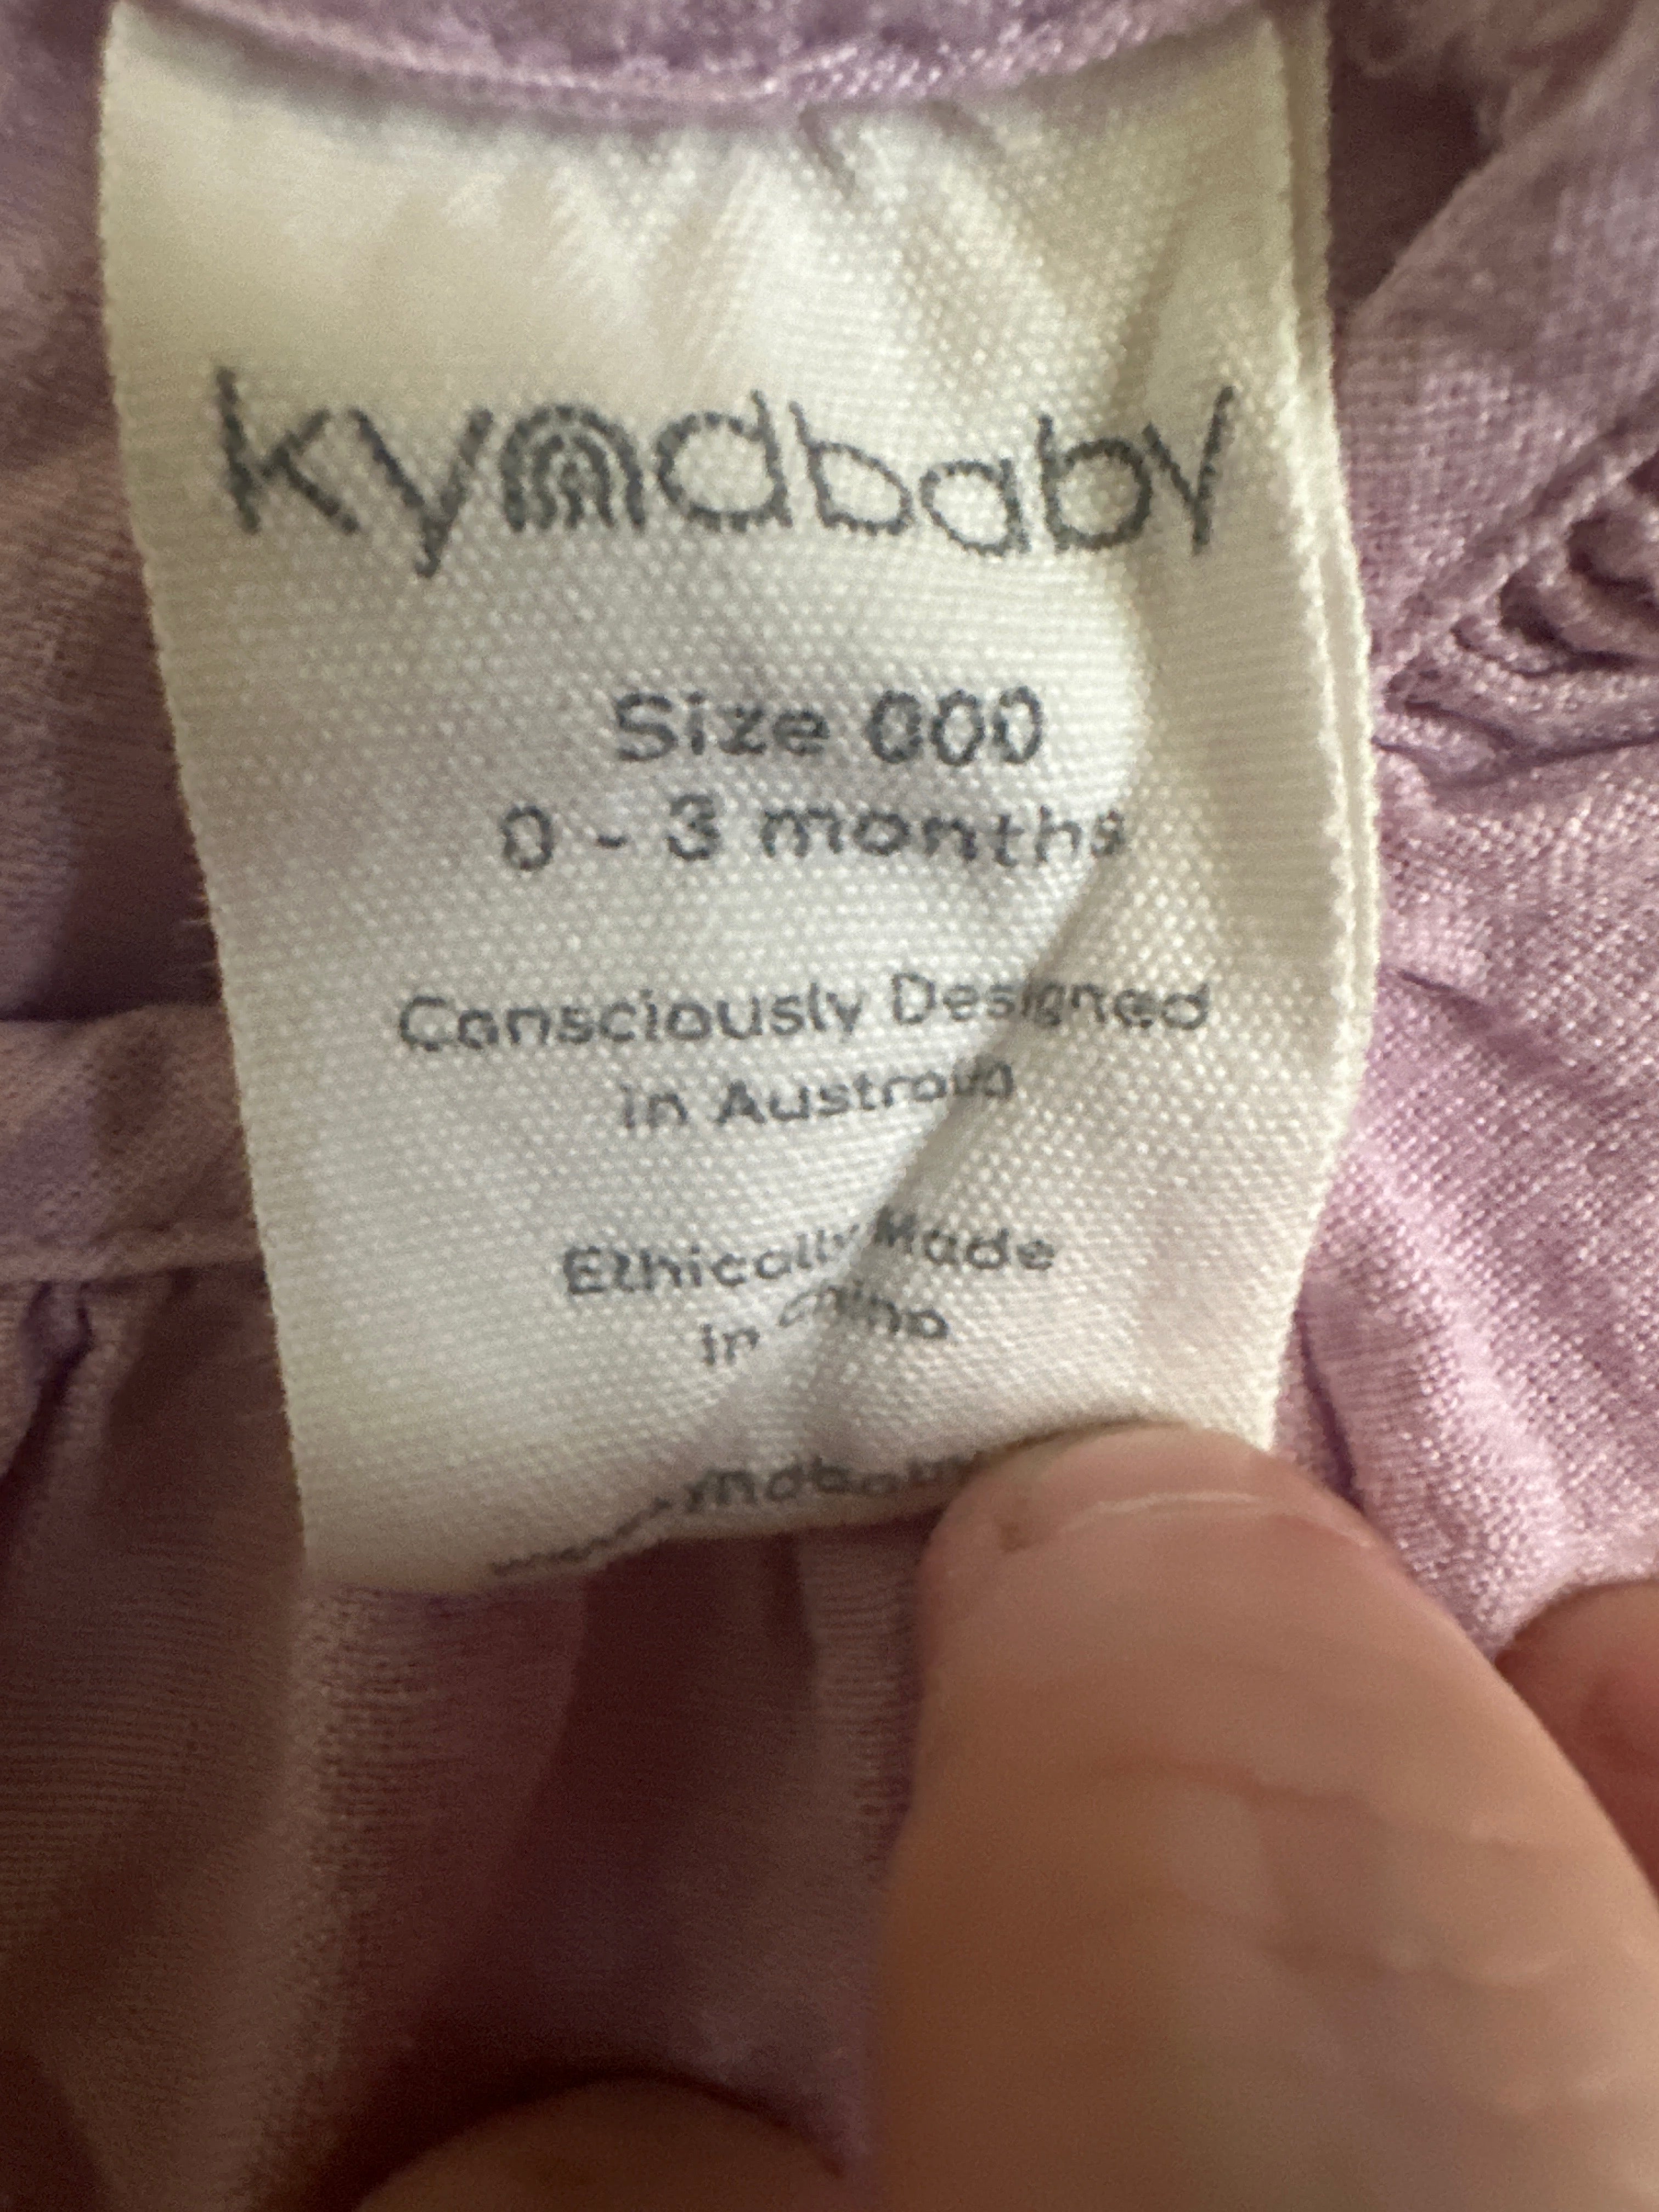 kyndbaby
Size 000
0 - 3 months
Consciously Designed
in Australia
Ethically Made
in China